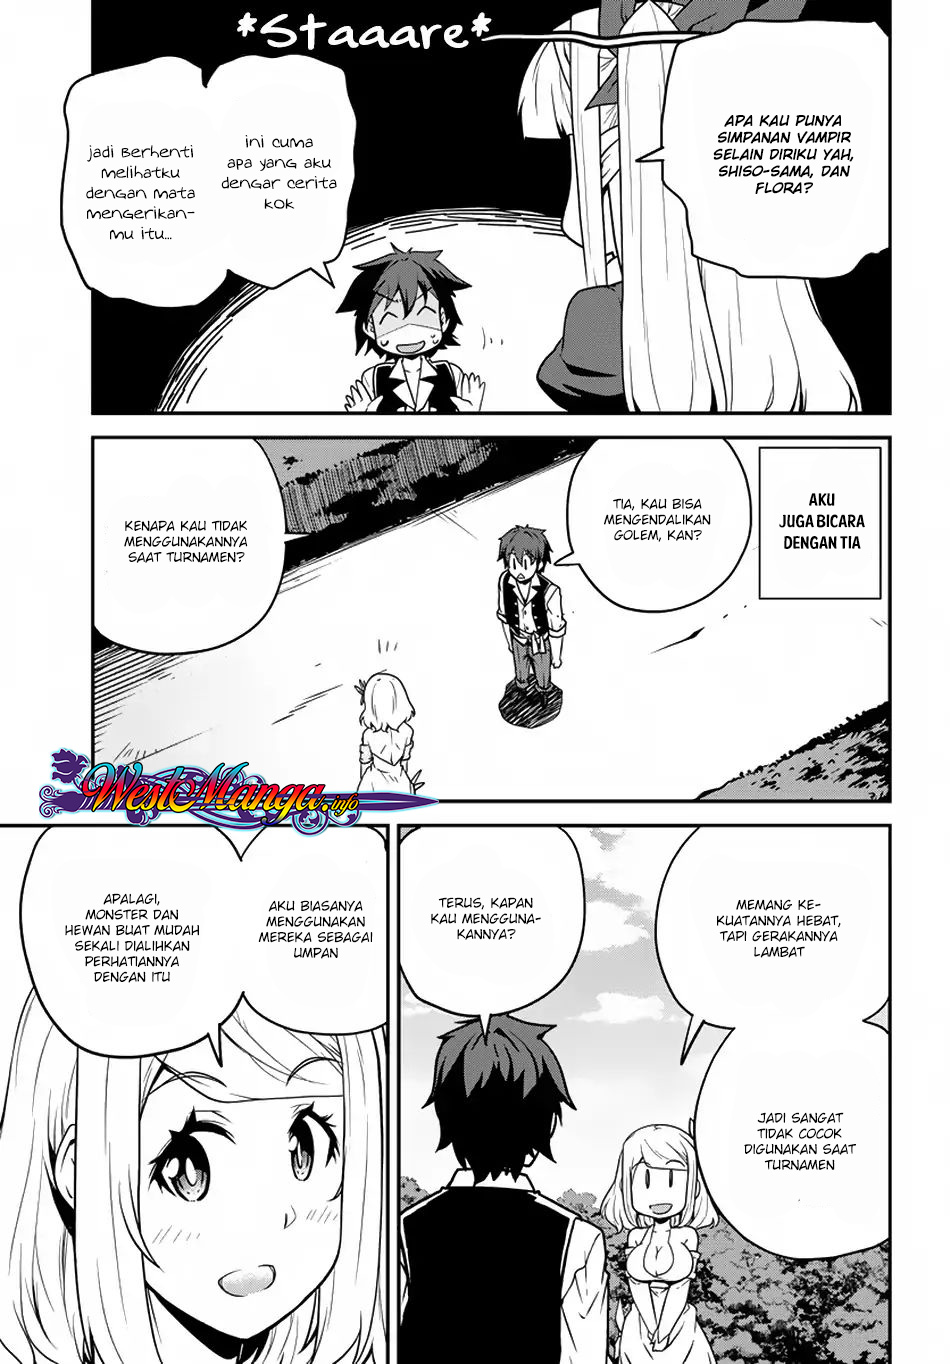 *Staaare*
APA KAU PUNYA
SIMPANAN VAMPIR
SELAIN DIRIKU YAH,
SHISO-SAMA, DAN
FLORA?
ini cuma
apa yang aku
dengar cerita
kok
jadi Berhenti
melihatku
dengan mata
mengerikan-
mu itu...
AKU
JUGA BICARA
DENGAN TIA
TIA, KAU BISA
MENGENDALIKAN
GOLEM, KAN?
KENAPA KAU TIDAK
MENGGUNAKANNYA
SAAT TURNAMEN?
WestManga.info
MEMANG KE-
KUATANNYA HEBAT,
TAPI GERAKANNYA
LAMBAT
JADI SANGAT
TIDAK COCOK
DIGUNAKAN SAAT
TURNAMEN
TERUS, KAPAN
KAU MENGGUNA-
KANNYA?
AKU BIASANYA
MENGGUNAKAN
MEREKA SEBAGAI
UMPAN
APALAGI,
MONSTER DAN
HEWAN BUAT MUDAH
SEKALI DIALIHKAN
PERHATIANNYA
DENGAN ITU